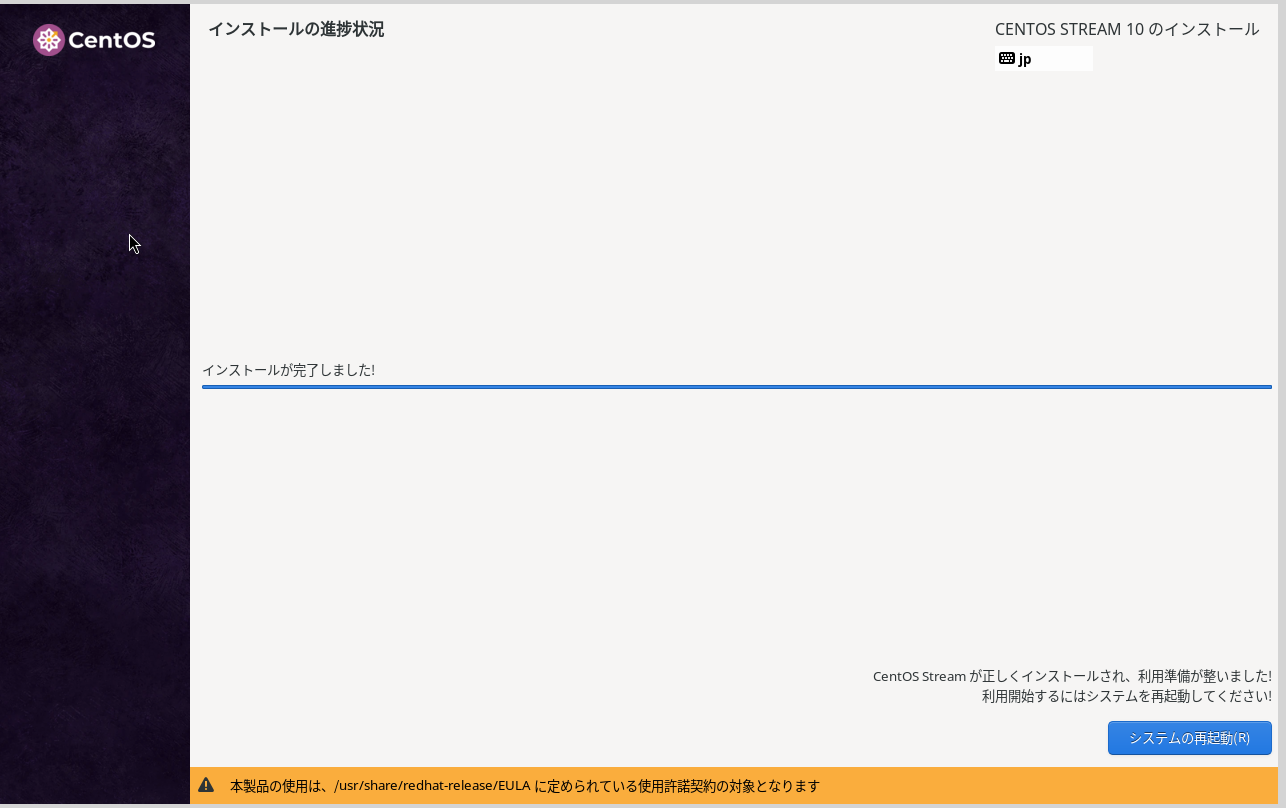 CentOS
インストールの進捗状況
CENTOS STREAM 10 のインストール
jp
インストールが完了しました!
CentOS Stream が正しくインストールされ、利用準備が整いました!
利用開始するにはシステムを再起動してください!
システムの再起動(R)
本製品の使用は、/usr/share/redhat-release/EULA に定められている使用許諾契約の対象となります